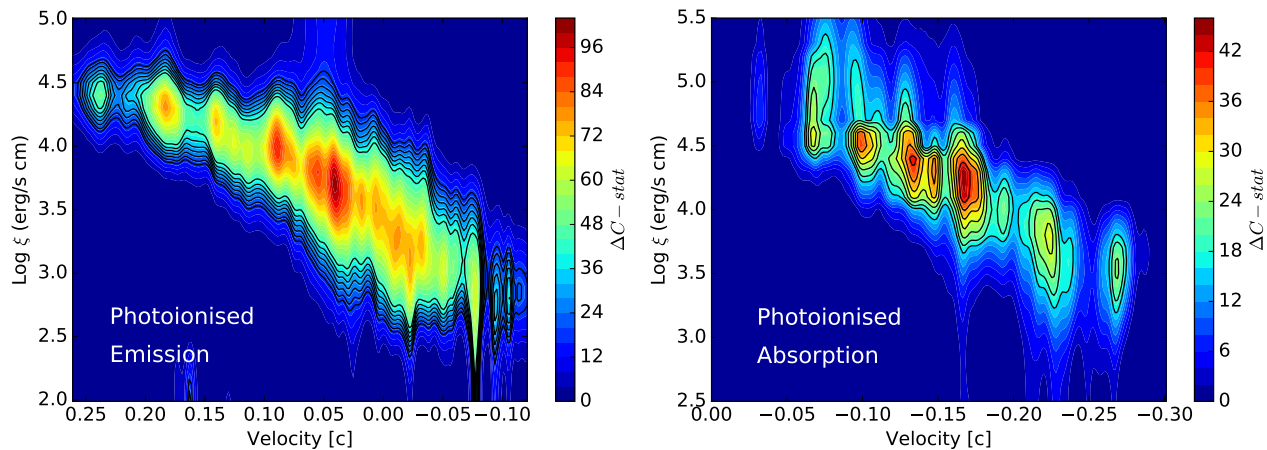 5.0
4.5
4.0
3.5
3.0
2.5
2.0
Log ξ (erg/s cm)
0.25 0.20 0.15 0.10 0.05 0.00 −0.05 −0.10
Velocity [c]
Photoionised
Emission
96
84
72
60
48
36
24
12
0
ΔC − stat
5.5
5.0
4.5
4.0
3.5
3.0
2.5
Log ξ (erg/s cm)
0.00 −0.05 −0.10 −0.15 −0.20 −0.25 −0.30
Velocity [c]
Photoionised
Absorption
42
36
30
24
18
12
6
0
ΔC − stat